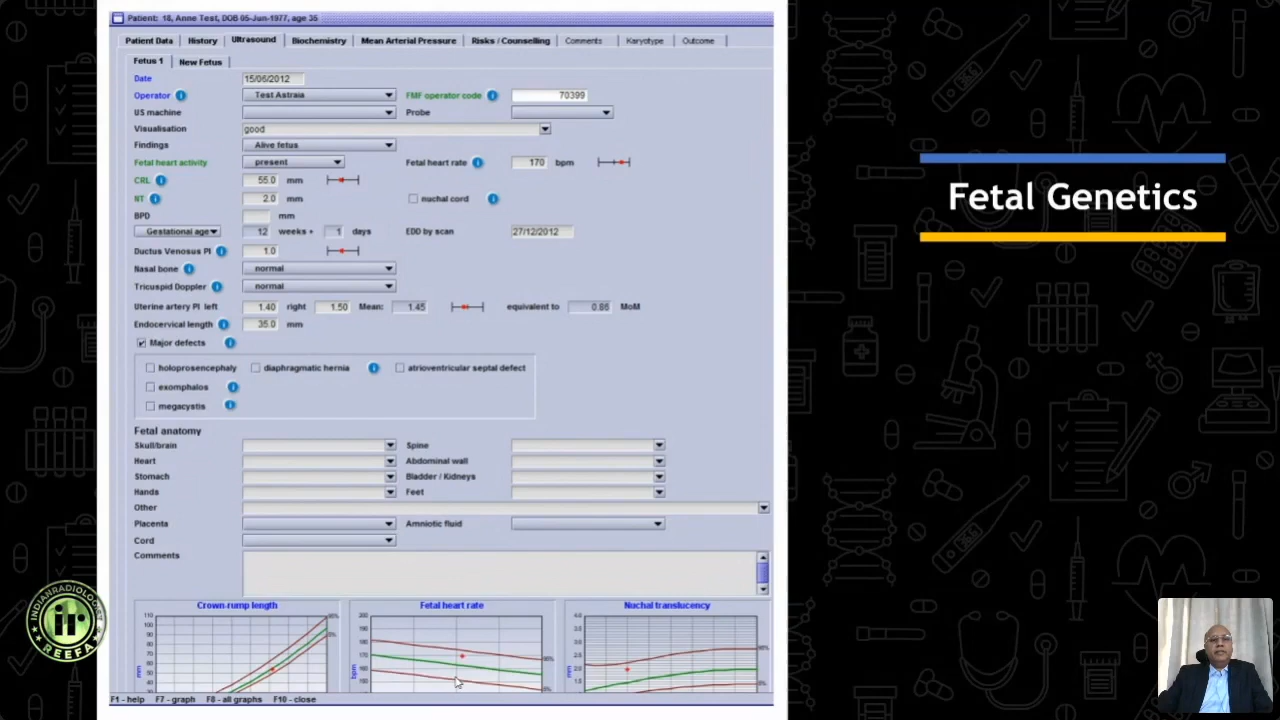 Patient: 18, Anne Test, DOB 05-Jun-1977, age 35
Patient Data History Ultrasound Biochemistry Mean Arterial Pressure Risks / Counselling Comments Karyotype Outcome
Fetus 1 New Fetus
Date 15/06/2012
Operator Test Astraia FMF operator code 70399
US machine Probe
Visualisation good
Findings Alive fetus
Fetal heart activity present Fetal heart rate 170 bpm
CRL 55.0 mm
NT 2.0 mm nuchal cord
BPD mm
Gestational age 12 weeks + 1 days EDD by scan 27/12/2012
Ductus Venosus PI 1.0
Nasal bone normal
Tricuspid Doppler normal
Uterine artery PI left 1.40 right 1.50 Mean: 1.45 equivalent to 0.86 MoM
Endocervical length 35.0 mm
Major defects
holoprosencephaly diaphragmatic hernia atrioventricular septal defect
exomphalos
megacystis
Fetal anatomy
Skull/brain Spine
Heart Abdominal wall
Stomach Bladder / Kidneys
Hands Feet
Other
Placenta Amniotic fluid
Cord
Comments
Crown-rump length Fetal heart rate Nuchal translucency
mm bpm mm
F1 - help F7 - graph F8 - all graphs F10 - close
Fetal Genetics
INDIANRADIOLOGIST
ir
REEFA